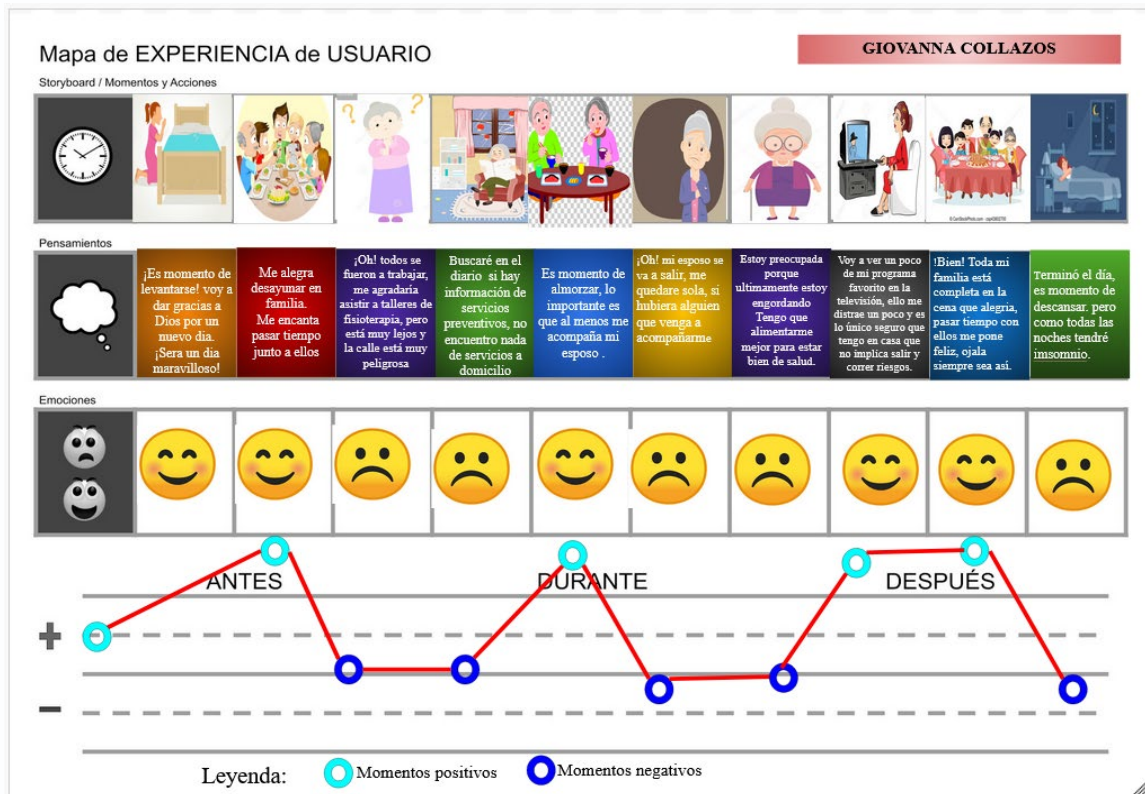 Mapa de EXPERIENCIA de USUARIO
GIOVANNA COLLAZOS
Storyboard / Momentos y Acciones
Pensamientos
¡Es momento de
levantarse! voy a
dar gracias a
Dios por un
nuevo dia.
¡Sera un dia
maravilloso!
Me alegra
desayunar en
familia.
Me encanta
pasar tiempo
junto a ellos
¡Oh! todos se
fueron a trabajar,
me agradaría
asistir a talleres de
fisioterapia, pero
está muy lejos y
la calle está muy
peligrosa
Buscaré en el
diario si hay
información de
servicios
preventivos, no
encuentro nada
de servicios a
domicilio
Es momento de
almorzar, lo
importante es
que al menos me
acompaña mi
esposo .
¡Oh! mi esposo se
va a salir, me
quedare sola, si
hubiera alguien
que venga a
acompañarme
Estoy preocupada
porque
ultimamente estoy
engordando
Tengo que
alimentarme
mejor para estar
bien de salud.
Voy a ver un poco
de mi programa
favorito en la
televisión, ello me
distrae un poco y es
lo único seguro que
tengo en casa que
no implica salir y
correr riesgos.
!Bien! Toda mi
familia está
completa en la
cena que alegria,
pasar tiempo con
ellos me pone
feliz, ojala
siempre sea así.
Terminó el día,
es momento de
descansar. pero
como todas las
noches tendré
imsomnio.
Emociones
ANTES
DURANTE
DESPUÉS
+
−
Leyenda:
Momentos positivos
Momentos negativos